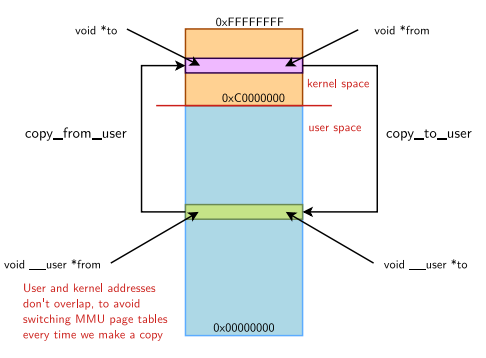 0xFFFFFFFF
void *to
void *from
kernel space
0xC0000000
user space
copy_from_user
copy_to_user
void __user *from
void __user *to
User and kernel addresses
don't overlap, to avoid
switching MMU page tables
every time we make a copy
0x00000000